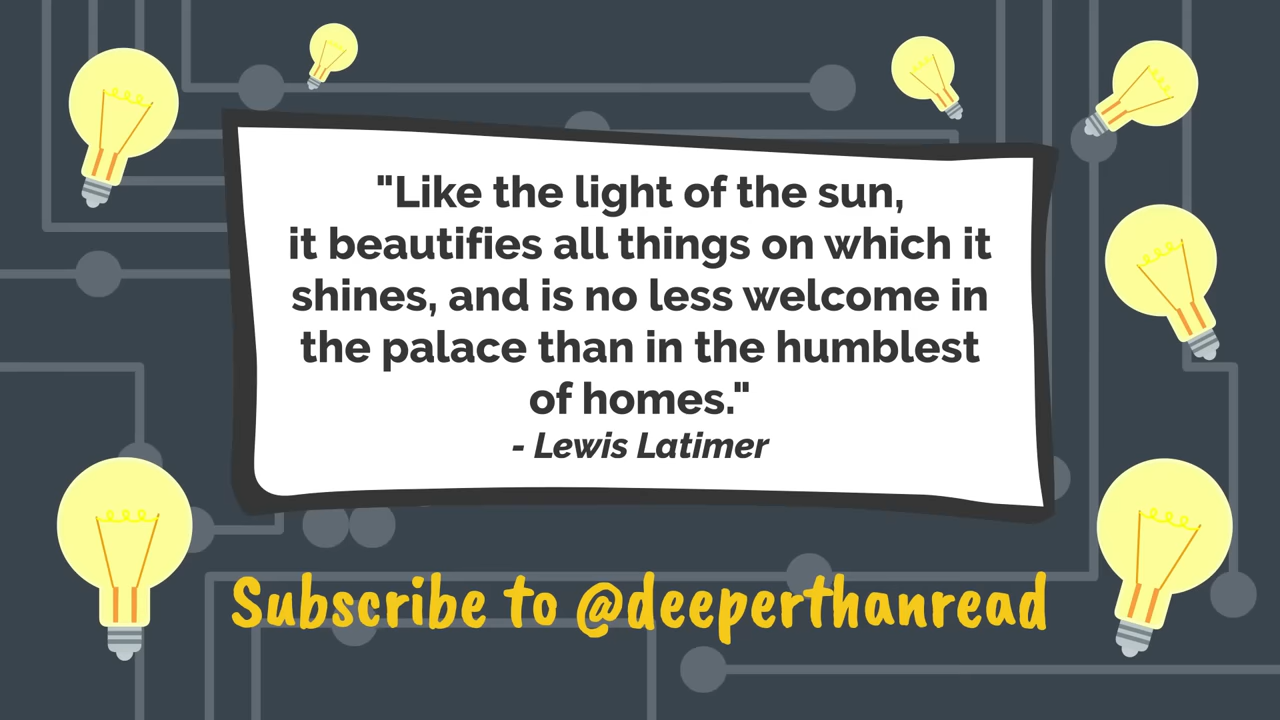 "Like the light of the sun,
it beautifies all things on which it
shines, and is no less welcome in
the palace than in the humblest
of homes."
- Lewis Latimer
Subscribe to @deeperthanread